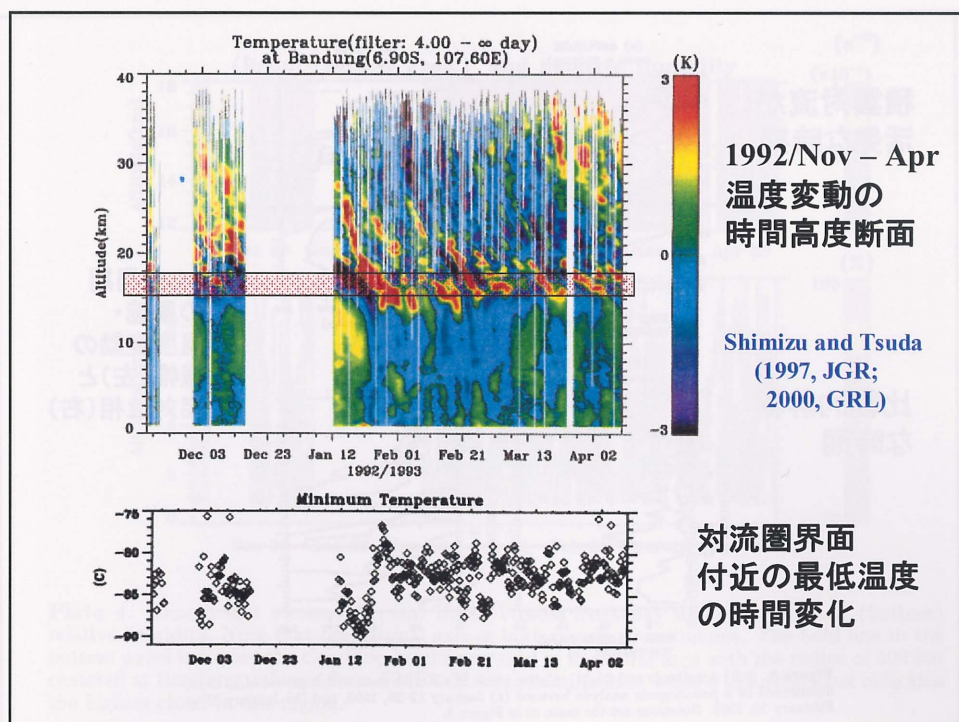 Temperature(filter: 4.00 - ∞ day)
at Bandung(6.90S, 107.60E)
(K)
3
0
-3
Altitude(km)
40
30
20
10
0
Dec 03 Dec 23 Jan 12 Feb 01 Feb 21 Mar 13 Apr 02
1992/1993
1992/Nov – Apr
温度変動の
時間高度断面
Shimizu and Tsuda
(1997, JGR;
2000, GRL)
Minimum Temperature
(C)
-75
-80
-85
-90
Dec 03 Dec 23 Jan 12 Feb 01 Feb 21 Mar 13 Apr 02
対流圏界面
付近の最低温度
の時間変化